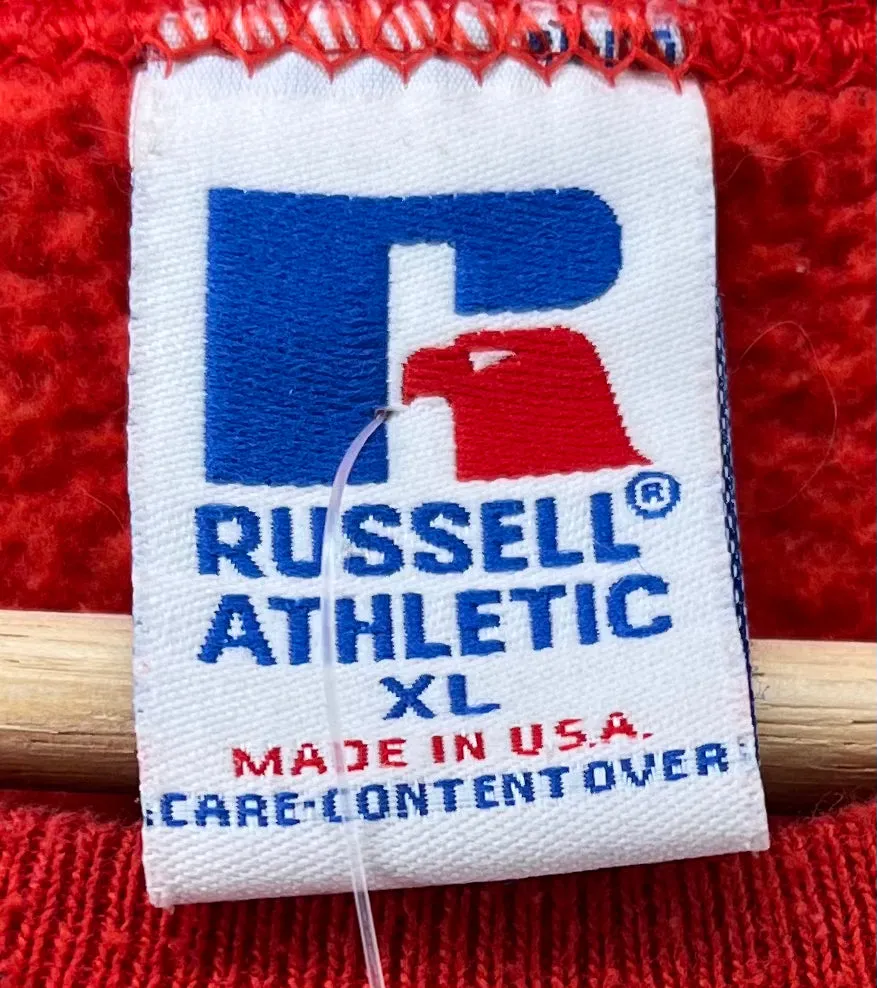 RUSSELL®
ATHLETIC
XL
MADE IN U.S.A.
CARE-CONTENT OVER